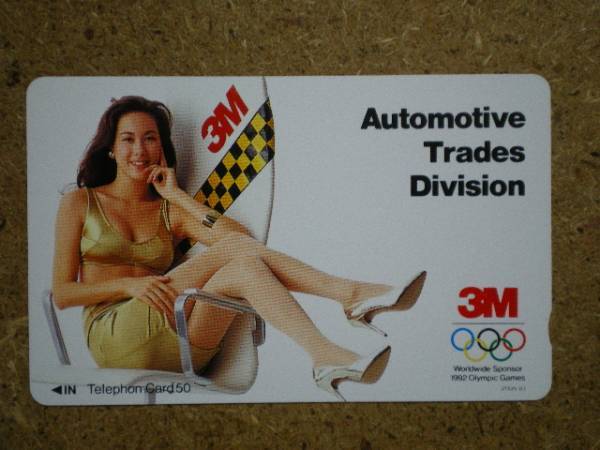 3M
Automotive
Trades
Division
3M
Worldwide Sponsor
1992 Olympic Games
◀IN Telephon Card 50